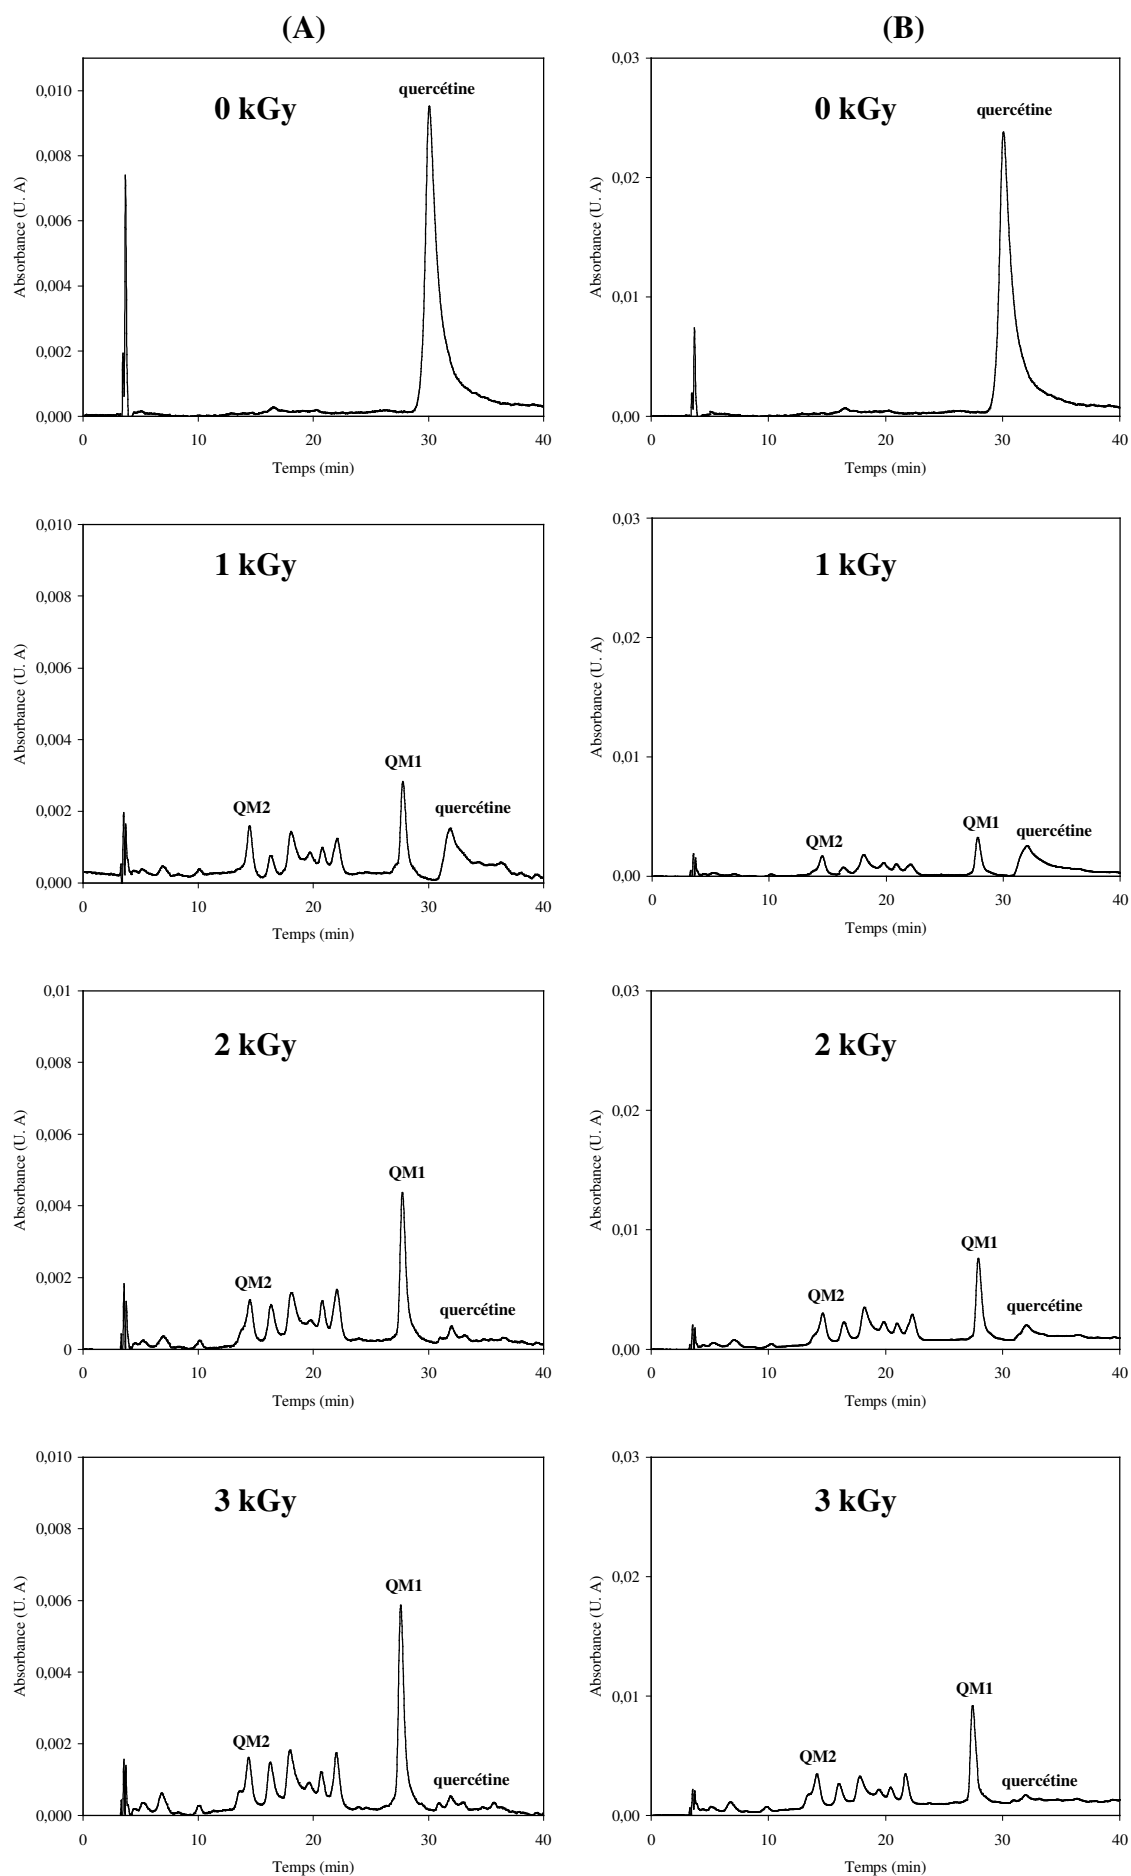 (A)
(B)
0,010
0,008
0,006
0,004
0,002
0,000
Absorbance (U. A)
0 kGy
quercétine
0 10 20 30 40
Temps (min)
0,03
0,02
0,01
0,00
Absorbance (U. A)
0 kGy
quercétine
0 10 20 30 40
Temps (min)
0,010
0,008
0,006
0,004
0,002
0,000
Absorbance (U. A)
1 kGy
QM2
QM1
quercétine
0 10 20 30 40
Temps (min)
0,03
0,02
0,01
0,00
Absorbance (U. A)
1 kGy
QM2
QM1
quercétine
0 10 20 30 40
Temps (min)
0,01
0,008
0,006
0,004
0,002
0
Absorbance (U. A)
2 kGy
QM2
QM1
quercétine
0 10 20 30 40
Temps (min)
0,03
0,02
0,01
0,00
Absorbance (U. A)
2 kGy
QM2
QM1
quercétine
0 10 20 30 40
Temps (min)
0,010
0,008
0,006
0,004
0,002
0,000
Absorbance (U. A)
3 kGy
QM2
QM1
quercétine
0 10 20 30 40
Temps (min)
0,03
0,02
0,01
0,00
Absorbance (U. A)
3 kGy
QM2
QM1
quercétine
0 10 20 30 40
Temps (min)